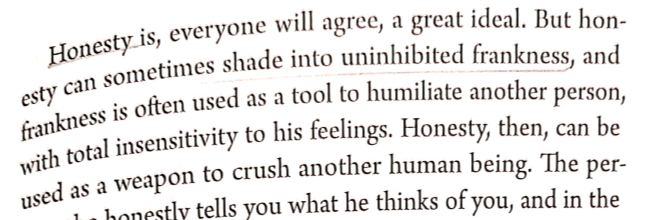 Honesty is, everyone will agree, a great ideal. But hon-
esty can sometimes shade into uninhibited frankness, and
frankness is often used as a tool to humiliate another person,
with total insensitivity to his feelings. Honesty, then, can be
used as a weapon to crush another human being. The per-
honestly tells you what he thinks of you, and in the